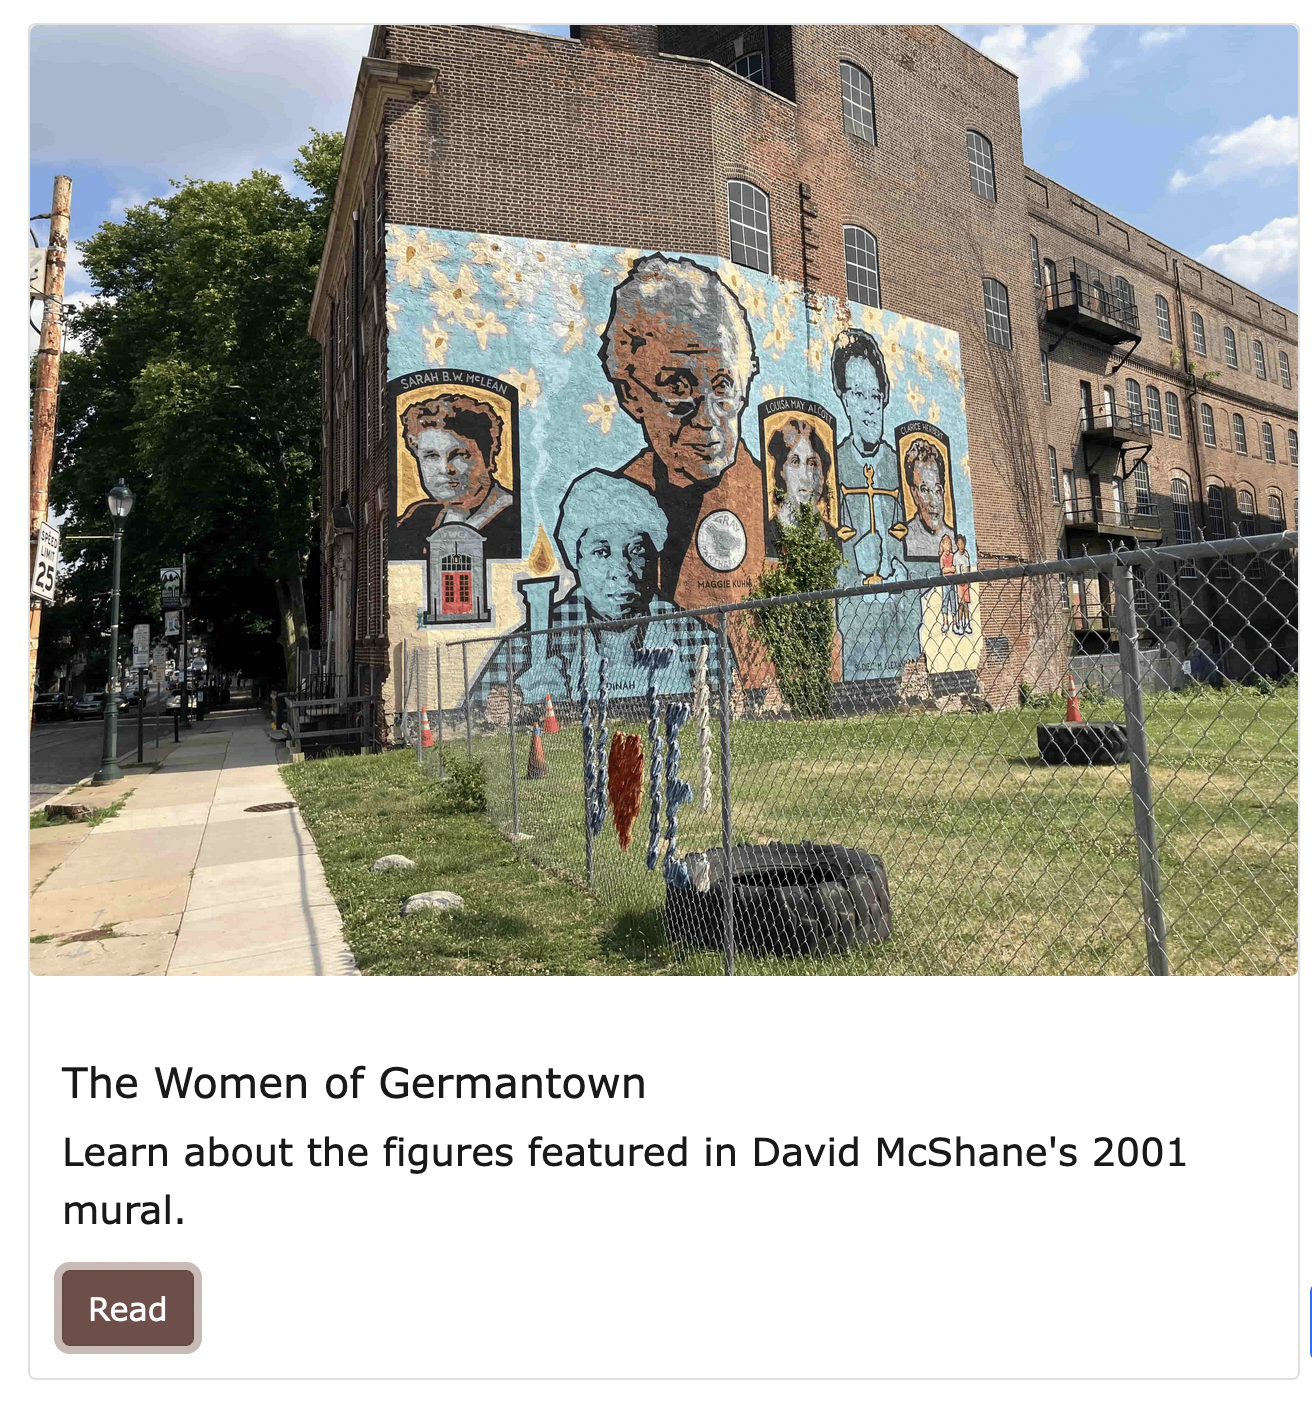 SARAH B.W. McLEAN
LOUISA MAY ALCOTT
CLARICE HERBERT
GRAY
PANTHERS
MAGGIE KUHN
DINAH
SPEED
LIMIT
25
The Women of Germantown
Learn about the figures featured in David McShane's 2001
mural.
Read